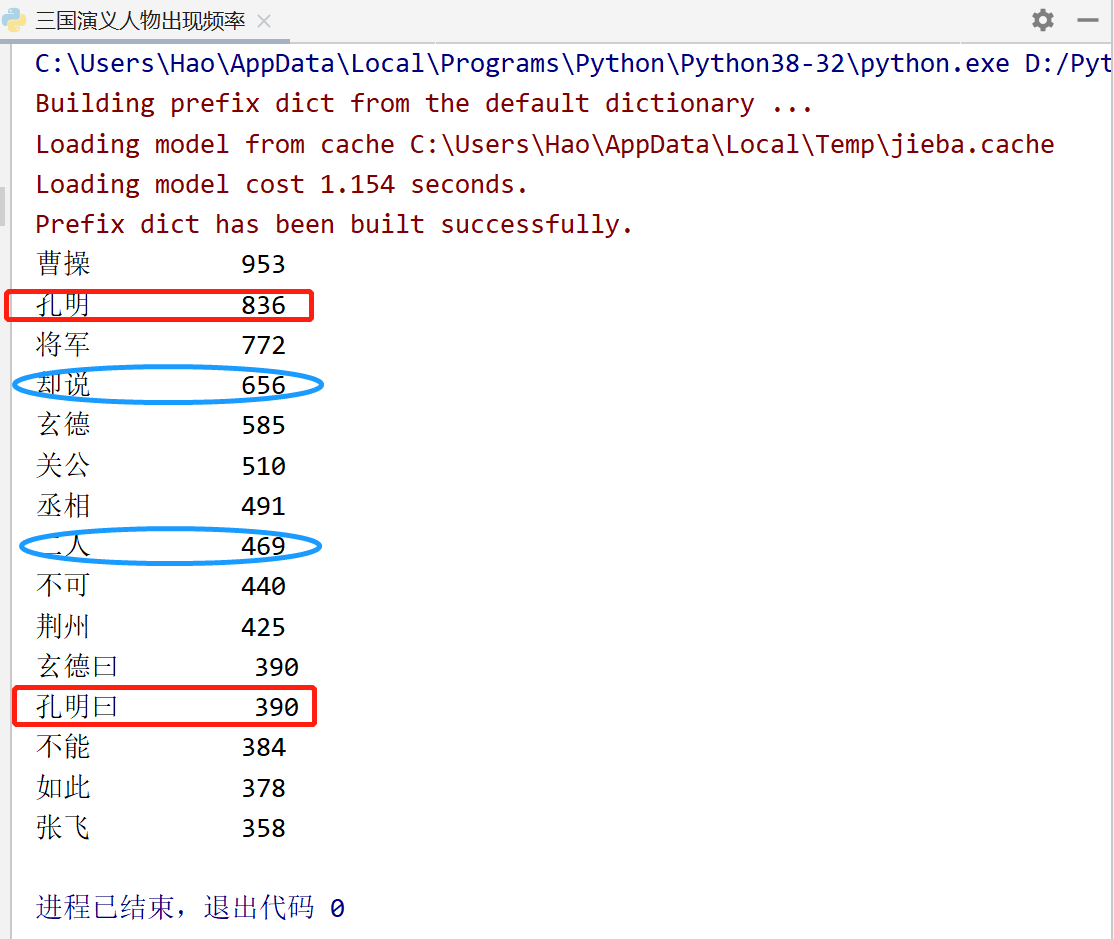 三国演义人物出现频率
C:\Users\Hao\AppData\Local\Programs\Python\Python38-32\python.exe D:/Pyt
Building prefix dict from the default dictionary ...
Loading model from cache C:\Users\Hao\AppData\Local\Temp\jieba.cache
Loading model cost 1.154 seconds.
Prefix dict has been built successfully.
曹操 953
孔明 836
将军 772
却说 656
玄德 585
关公 510
丞相 491
二人 469
不可 440
荆州 425
玄德曰 390
孔明曰 390
不能 384
如此 378
张飞 358
进程已结束，退出代码 0